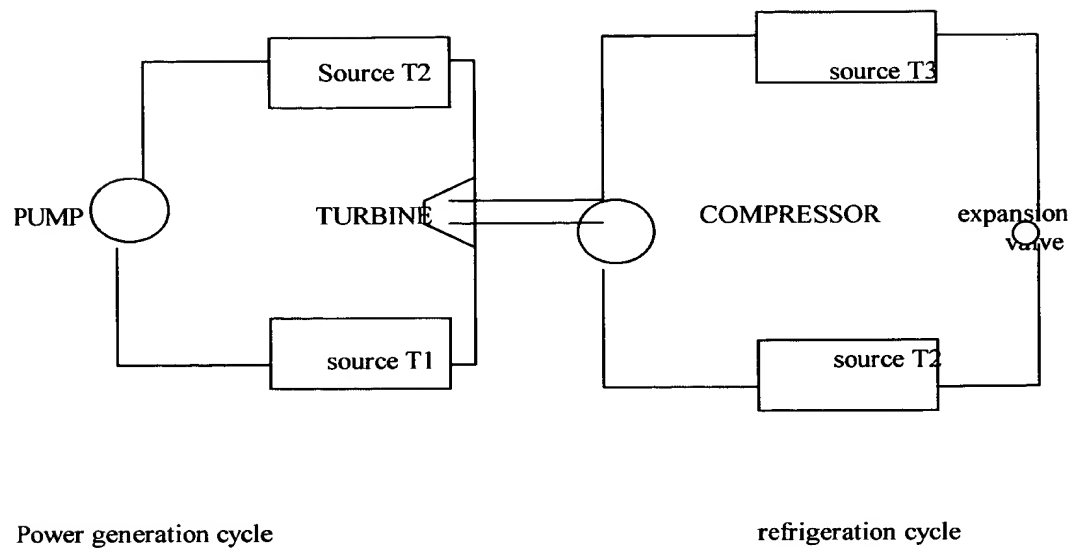 Source T2
source T3
PUMP
TURBINE
COMPRESSOR
expansion
valve
source T1
source T2
Power generation cycle
refrigeration cycle